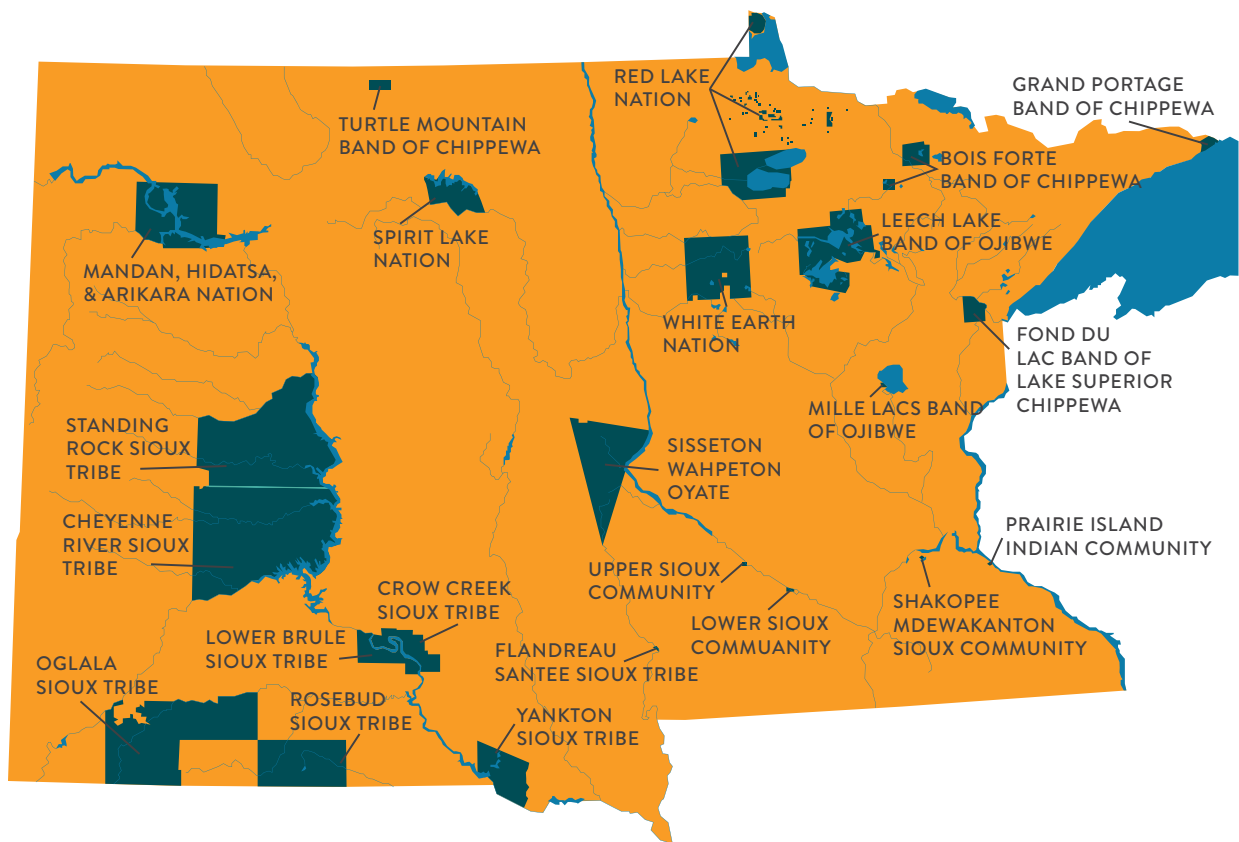 RED LAKE
NATION
GRAND PORTAGE
BAND OF CHIPPEWA
TURTLE MOUNTAIN
BAND OF CHIPPEWA
BOIS FORTE
BAND OF CHIPPEWA
SPIRIT LAKE
NATION
LEECH LAKE
BAND OF OJIBWE
MANDAN, HIDATSA,
& ARIKARA NATION
WHITE EARTH
NATION
FOND DU
LAC BAND OF
LAKE SUPERIOR
CHIPPEWA
MILLE LACS BAND
OF OJIBWE
STANDING
ROCK SIOUX
TRIBE
SISSETON
WAHPETON
OYATE
CHEYENNE
RIVER SIOUX
TRIBE
PRAIRIE ISLAND
INDIAN COMMUNITY
UPPER SIOUX
COMMUNITY
CROW CREEK
SIOUX TRIBE
SHAKOPEE
MDEWAKANTON
SIOUX COMMUNITY
LOWER SIOUX
COMMUANITY
LOWER BRULE
SIOUX TRIBE
FLANDREAU
SANTEE SIOUX TRIBE
OGLALA
SIOUX TRIBE
ROSEBUD
SIOUX TRIBE
YANKTON
SIOUX TRIBE